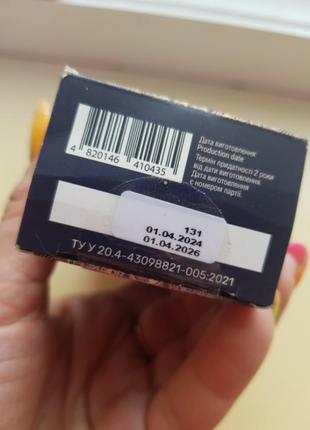 4 820146 410435
Дата виготовлення:
Production date
Термін придатності 2 роки
від дати виготовлення.
Дата виготовлення
є номером партії.
131
01.04.2024
01.04.2026
ТУ У 20.4-43098821-005:2021